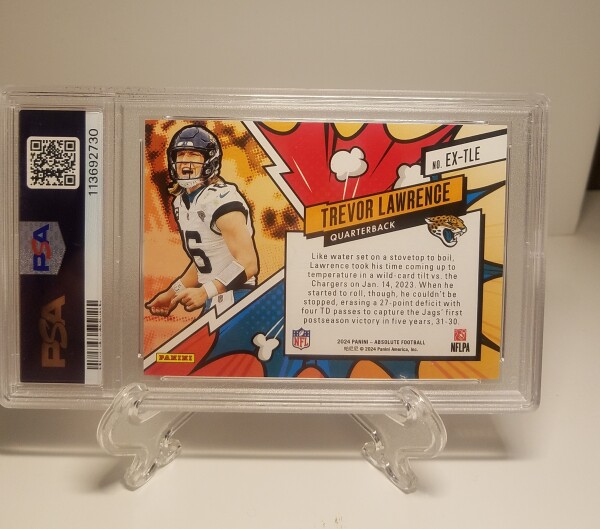 113692730
PSA
PSA
NO. EX-TLE
TREVOR LAWRENCE
QUARTERBACK
16
Like water set on a stovetop to boil,
Lawrence took his time coming up to
temperature in a wild-card tilt vs. the
Chargers on Jan. 14, 2023. When he
started to roll, though, he couldn't be
stopped, erasing a 27-point deficit with
four TD passes to capture the Jags' first
postseason victory in five years, 31-30.
PANINI
NFL
2024 PANINI – ABSOLUTE FOOTBALL
© 2024 Panini America, Inc.
NFLPA